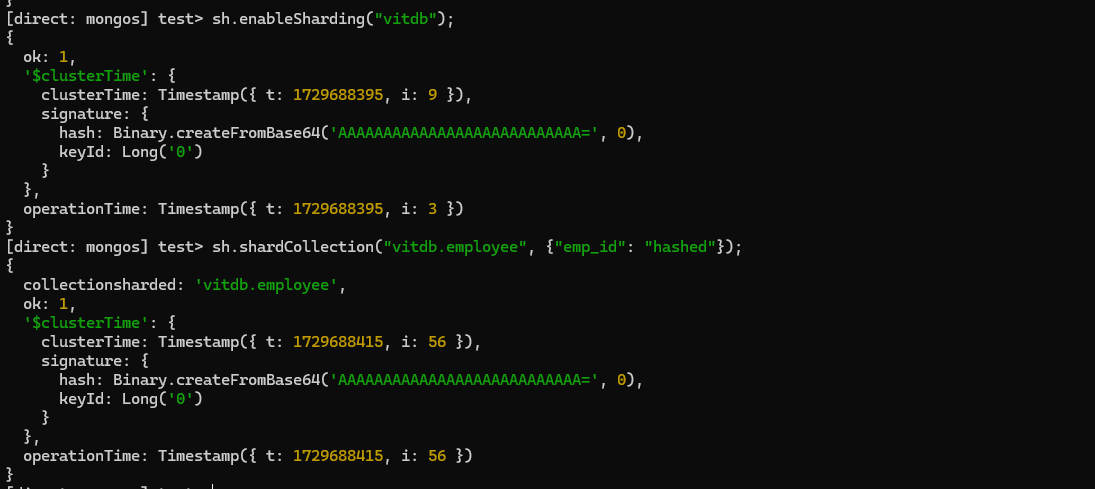 }
[direct: mongos] test> sh.enableSharding("vitdb");
{
  ok: 1,
  '$clusterTime': {
    clusterTime: Timestamp({ t: 1729688395, i: 9 }),
    signature: {
      hash: Binary.createFromBase64('AAAAAAAAAAAAAAAAAAAAAAAAAAA=', 0),
      keyId: Long('0')
    }
  },
  operationTime: Timestamp({ t: 1729688395, i: 3 })
}
[direct: mongos] test> sh.shardCollection("vitdb.employee", {"emp_id": "hashed"});
{
  collectionsharded: 'vitdb.employee',
  ok: 1,
  '$clusterTime': {
    clusterTime: Timestamp({ t: 1729688415, i: 56 }),
    signature: {
      hash: Binary.createFromBase64('AAAAAAAAAAAAAAAAAAAAAAAAAAA=', 0),
      keyId: Long('0')
    }
  },
  operationTime: Timestamp({ t: 1729688415, i: 56 })
}